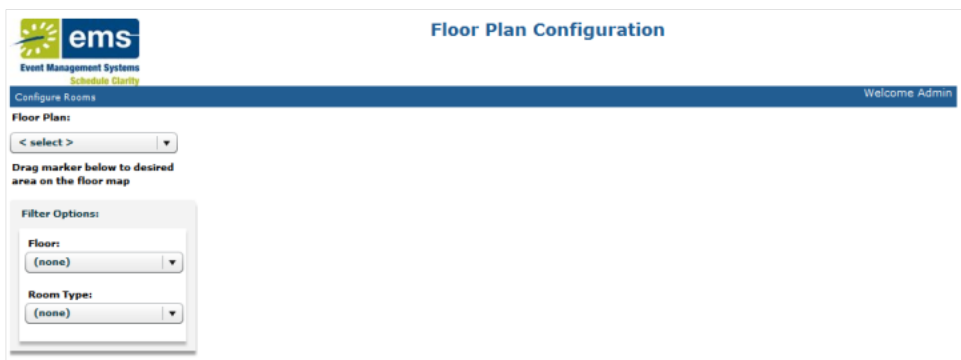 ems
Event Management Systems
Schedule Clarity
Floor Plan Configuration
Configure Rooms
Welcome Admin
Floor Plan:
< select >
Drag marker below to desired
area on the floor map
Filter Options:
Floor:
(none)
Room Type:
(none)